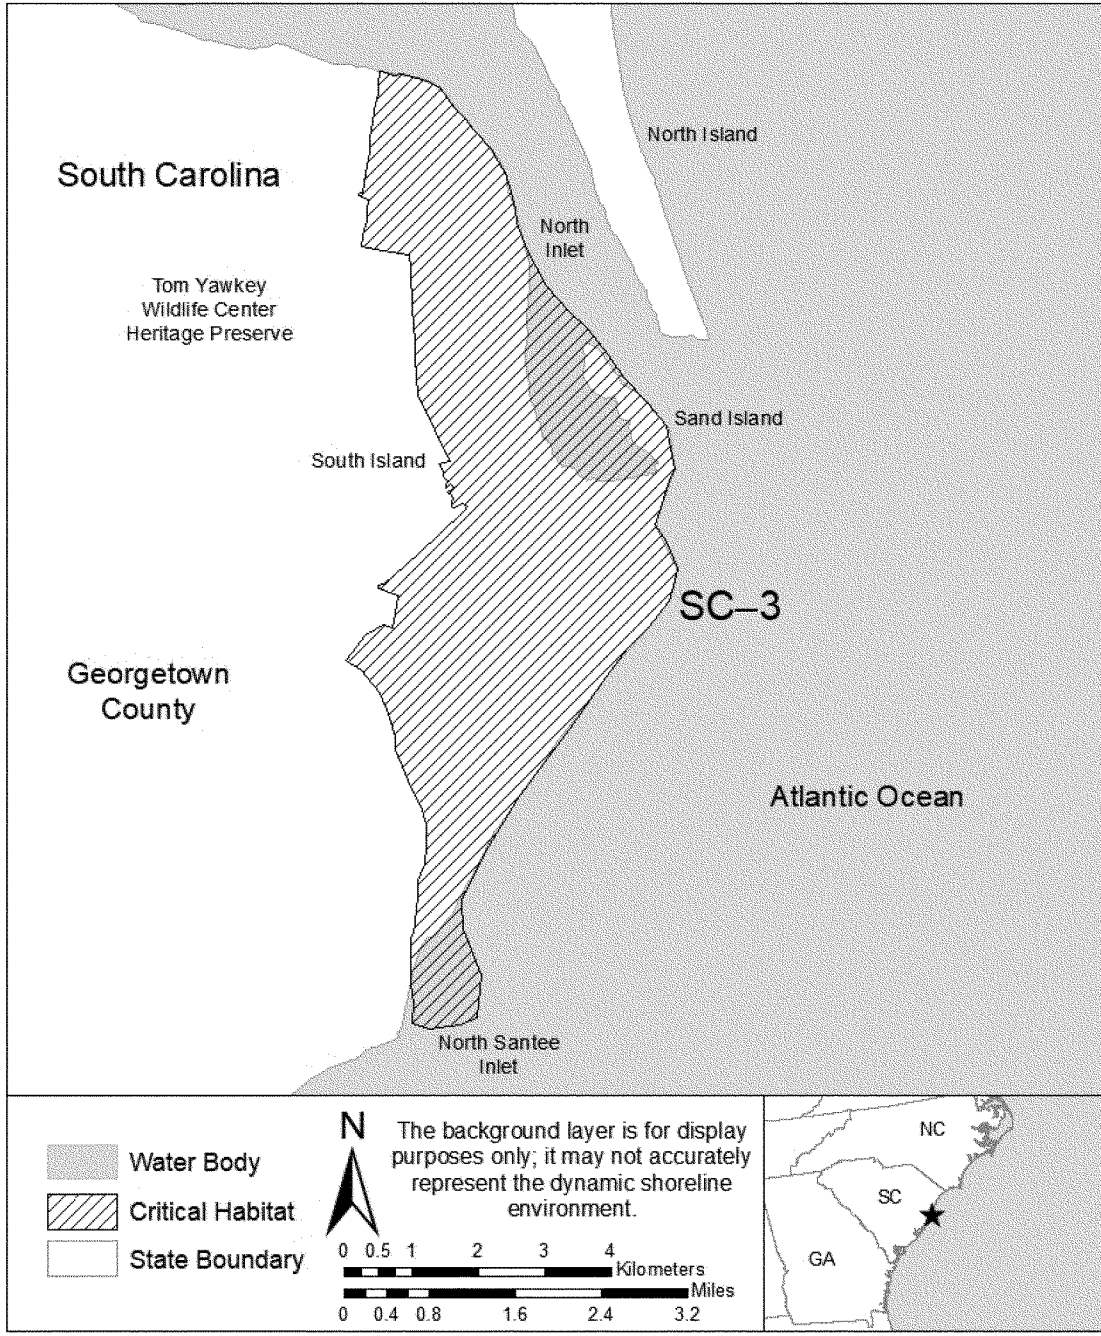 North Island
South Carolina
North
Inlet
Tom Yawkey
Wildlife Center
Heritage Preserve
Sand Island
South Island
SC–3
Georgetown
County
Atlantic Ocean
North Santee
Inlet
Water Body
Critical Habitat
State Boundary
N
The background layer is for display
purposes only; it may not accurately
represent the dynamic shoreline
environment.
0 0.5 1 2 3 4
Kilometers
Miles
0 0.4 0.8 1.6 2.4 3.2
NC
SC
GA